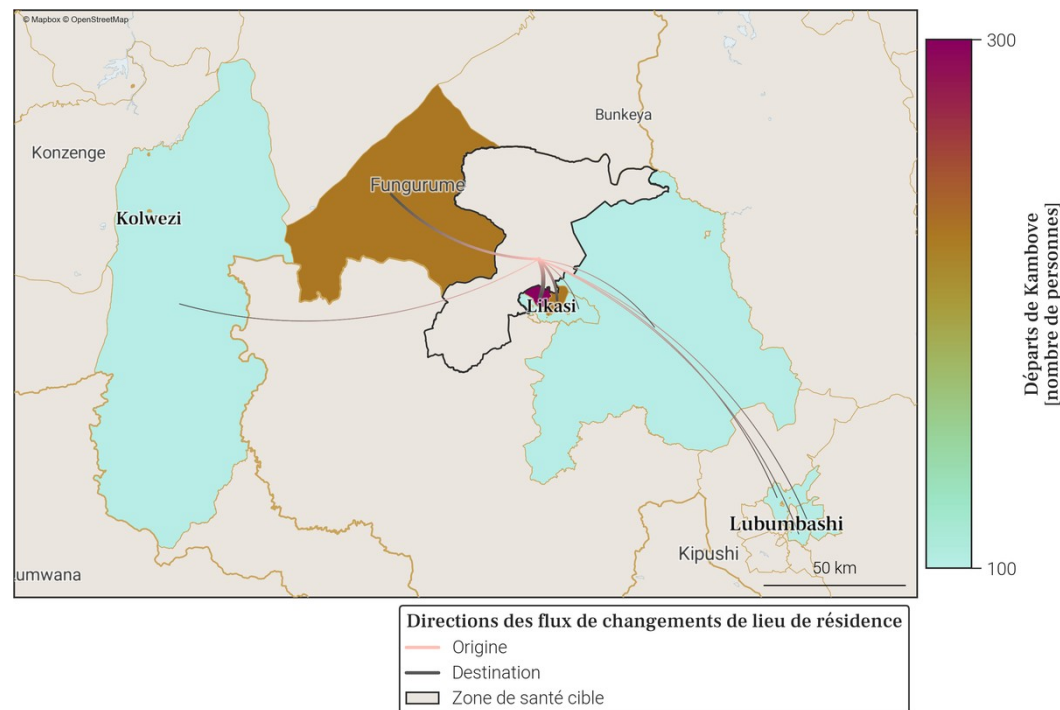 © Mapbox © OpenStreetMap
300
Bunkeya
Konzenge
Fungurume
Kolwezi
Likasi
Départs de Kambove
[nombre de personnes]
Lubumbashi
Kipushi
50 km
100
umwana
Directions des flux de changements de lieu de résidence
Origine
Destination
Zone de santé cible